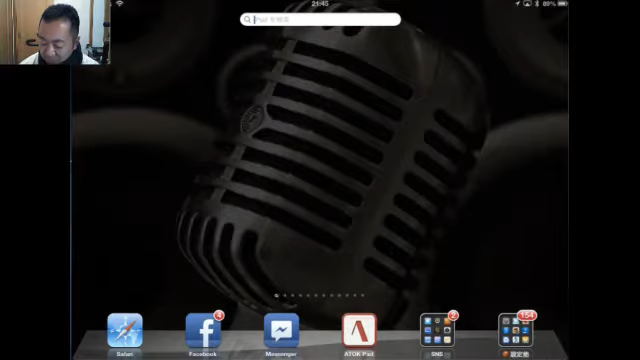 21:45
89%
iPad を検索
4
2
154
Safari
Facebook
Messenger
ATOK Pad
SNS
設定他